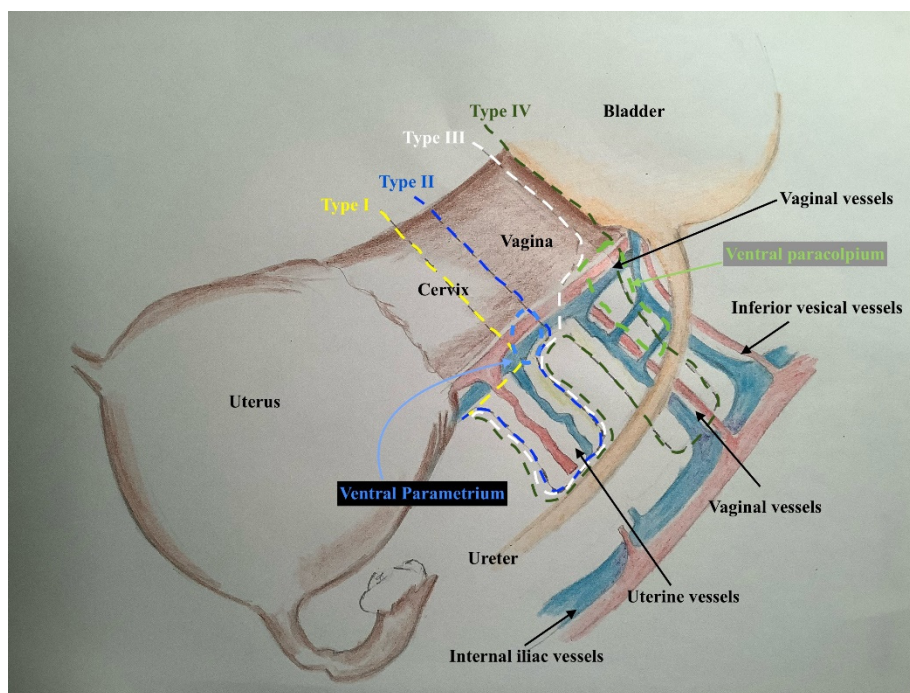 Type IV
Bladder
Type III
Type II
Type I
Vaginal vessels
Vagina
Ventral paracolpium
Cervix
Inferior vesical vessels
Uterus
Ventral Parametrium
Vaginal vessels
Ureter
Uterine vessels
Internal iliac vessels